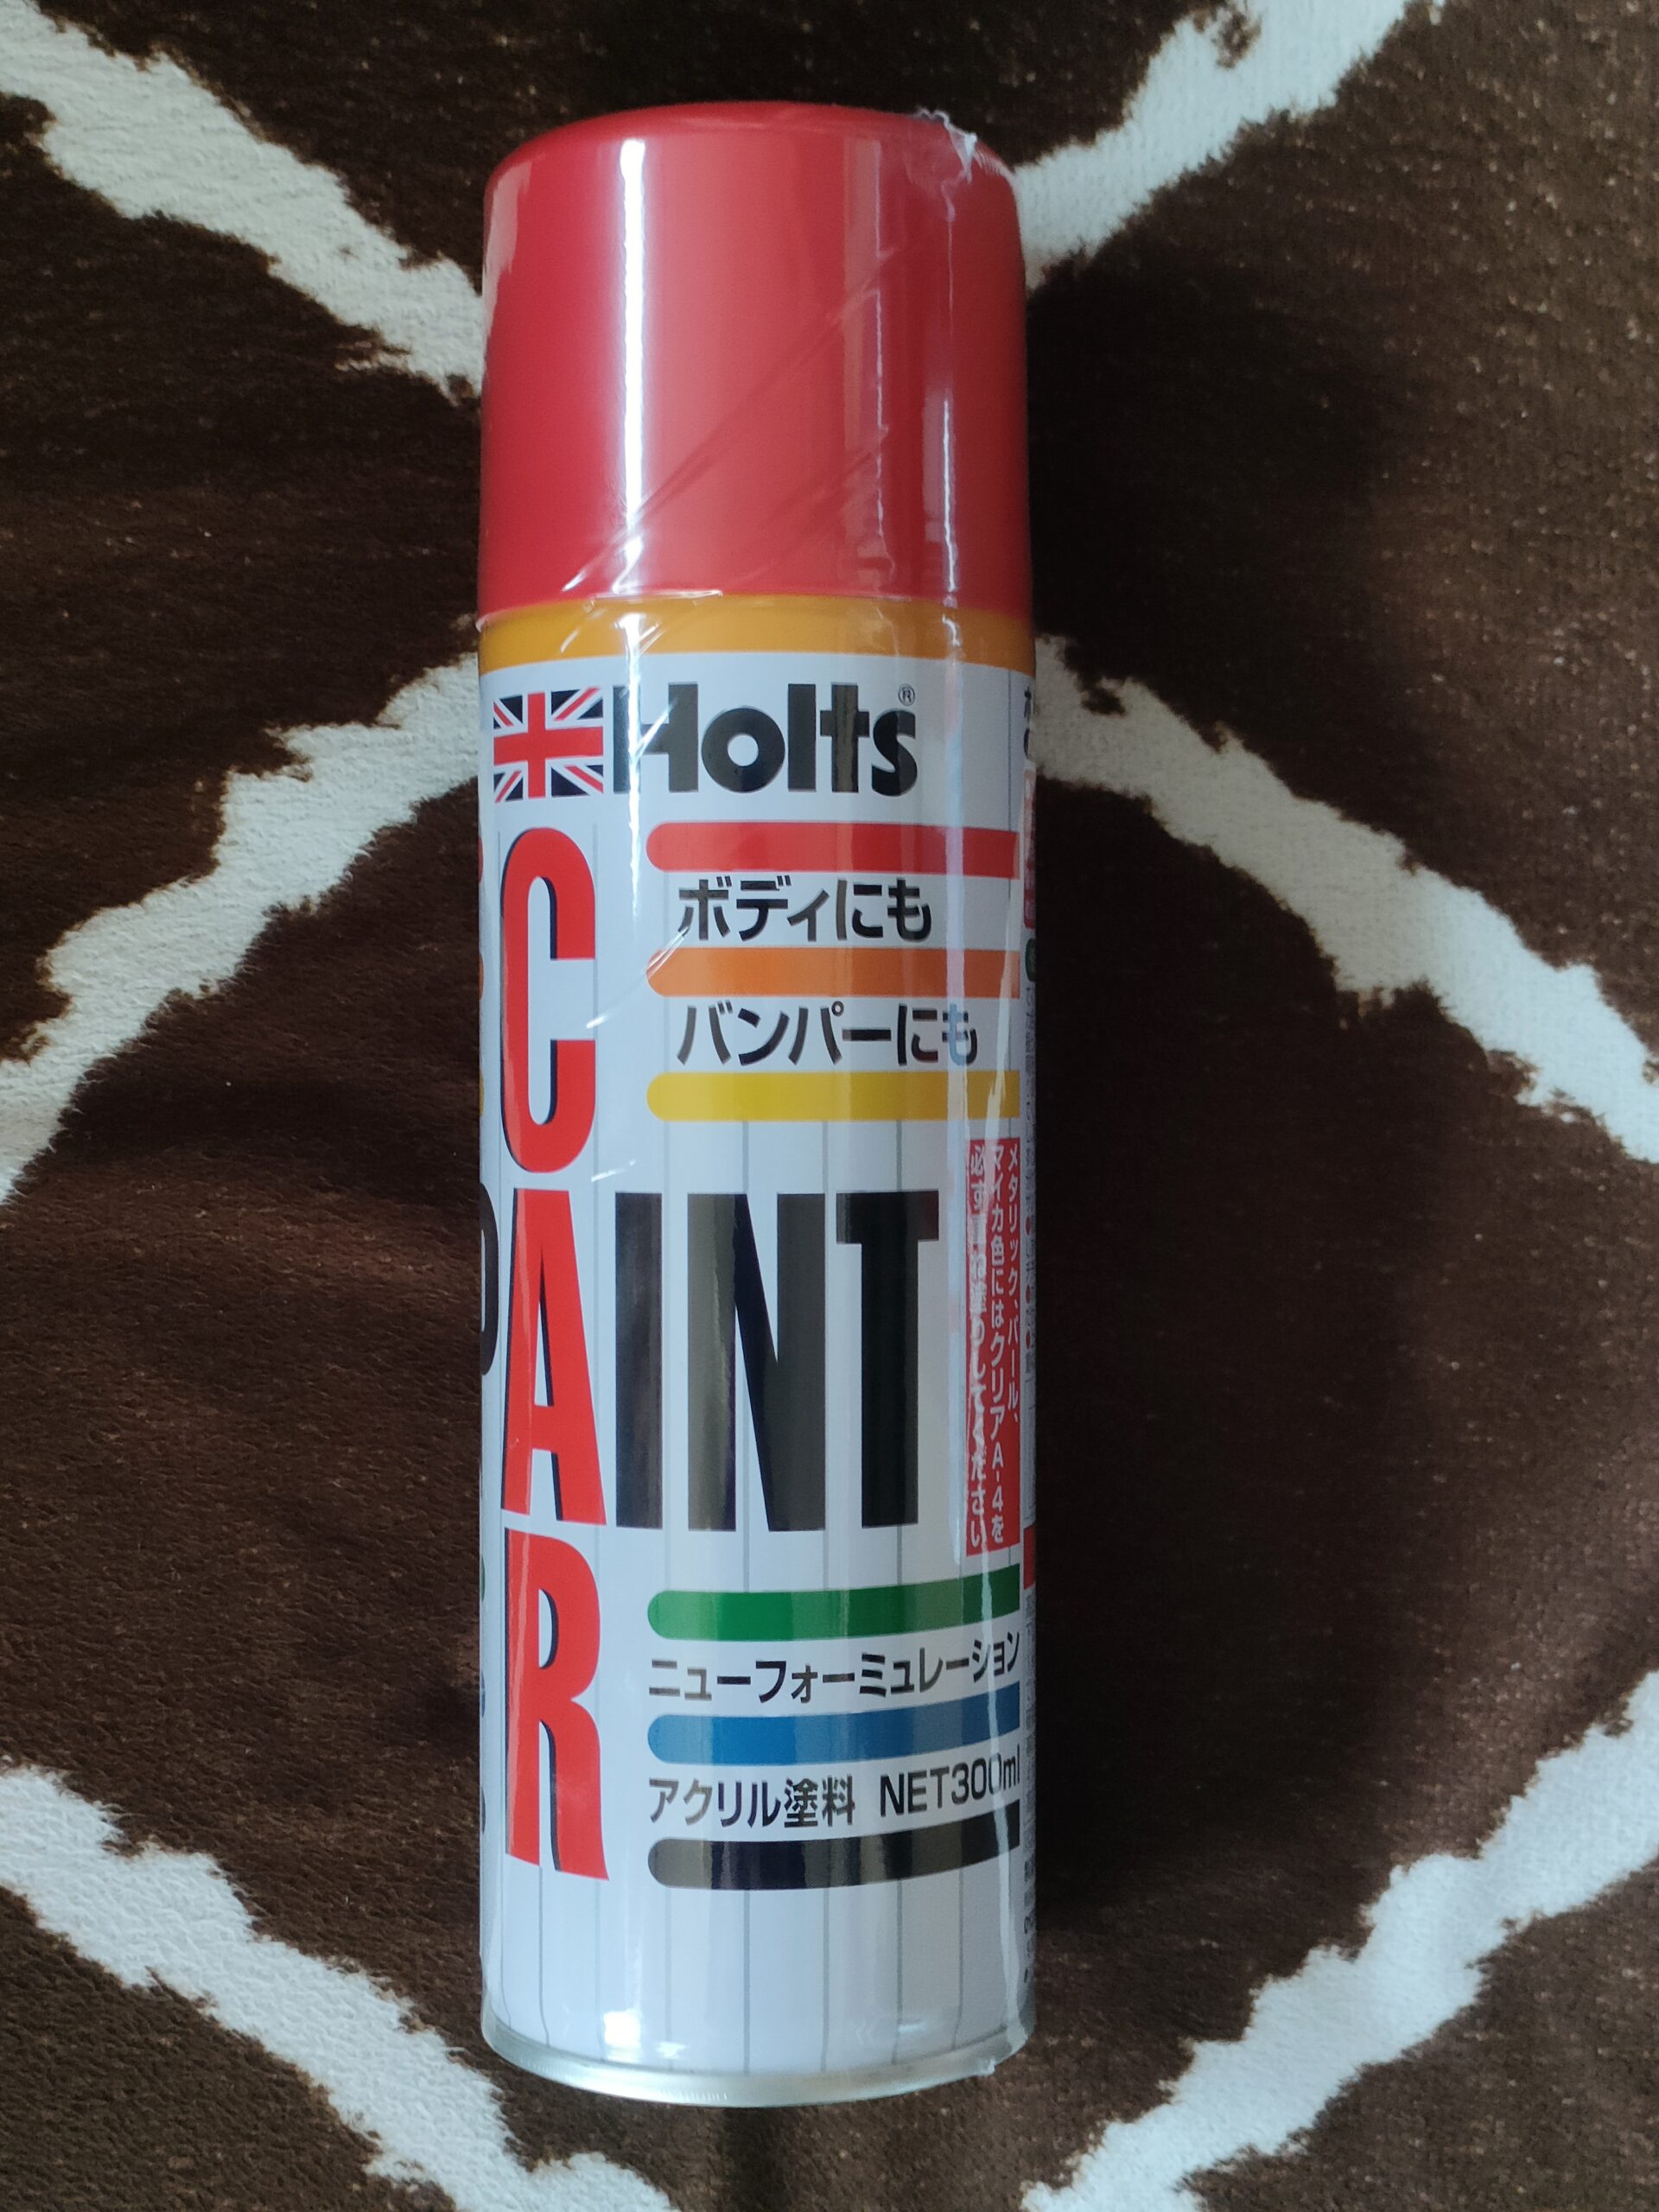 Holts®
CAR
ボディにも
バンパーにも
INT
メタリック、パール、
マイカ色にはクリアA-4を
必ず重ね塗りしてください
ニューフォーミュレーション
アクリル塗料 NET300ml